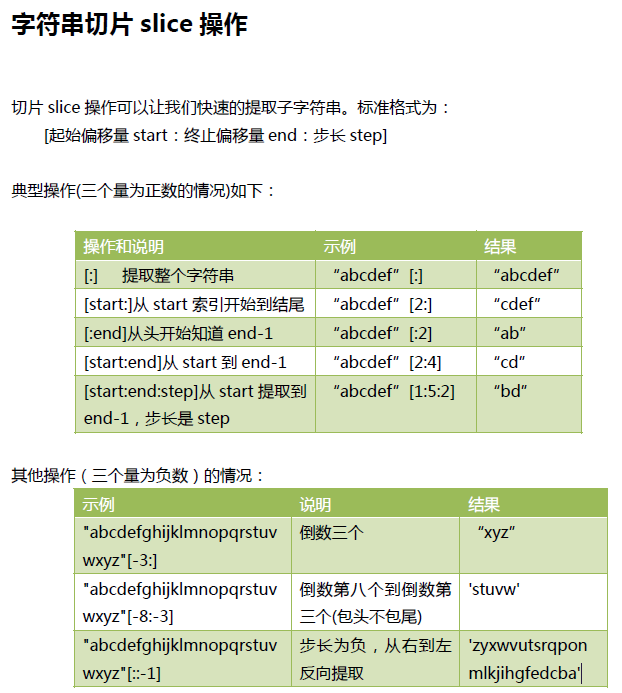 字符串切片 slice 操作
切片 slice 操作可以让我们快速的提取子字符串。标准格式为：
[起始偏移量 start：终止偏移量 end：步长 step]
典型操作(三个量为正数的情况)如下：
操作和说明 示例 结果
[:] 提取整个字符串 “abcdef”[:] “abcdef”
[start:]从 start 索引开始到结尾 “abcdef”[2:] “cdef”
[:end]从头开始知道 end-1 “abcdef”[:2] “ab”
[start:end]从 start 到 end-1 “abcdef”[2:4] “cd”
[start:end:step]从 start 提取到 “abcdef”[1:5:2] “bd”
end-1，步长是 step
其他操作（三个量为负数）的情况：
示例 说明 结果
"abcdefghijklmnopqrstuv 倒数三个 “xyz”
wxyz"[-3:]
"abcdefghijklmnopqrstuv 倒数第八个到倒数第 'stuvw'
wxyz"[-8:-3] 三个(包头不包尾)
"abcdefghijklmnopqrstuv 步长为负，从右到左 'zyxwvutsrqpon
wxyz"[::-1] 反向提取 mlkjihgfedcba'